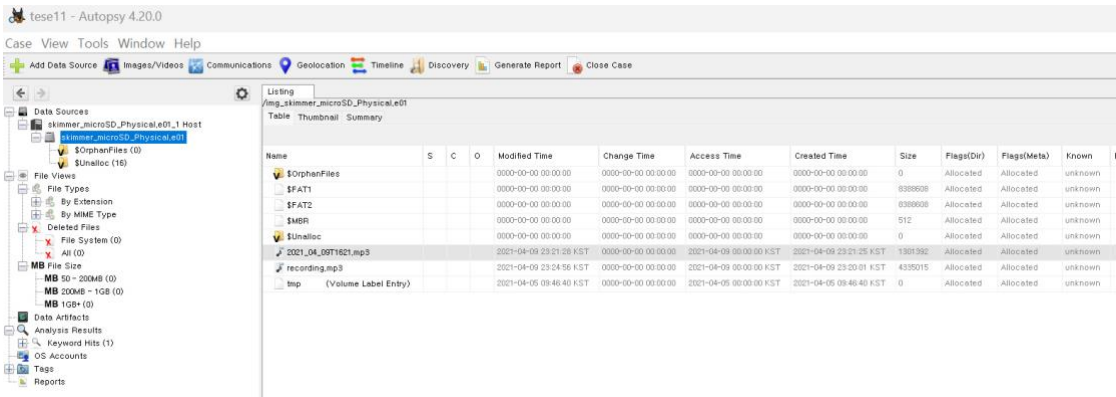 tese11 - Autopsy 4.20.0
Case View Tools Window Help
Add Data Source Images/Videos Communications Geolocation Timeline Discovery Generate Report Close Case
Data Sources
skimmer_microSD_Physical.e01_1 Host
skimmer_microSD_Physical.e01
$OrphanFiles (0)
$Unalloc (16)
File Views
File Types
By Extension
By MIME Type
Deleted Files
File System (0)
All (0)
MB File Size
MB 50 - 200MB (0)
MB 200MB - 1GB (0)
MB 1GB+ (0)
Data Artifacts
Analysis Results
Keyword Hits (1)
OS Accounts
Tags
Reports
Listing
/img_skimmer_microSD_Physical.e01
Table Thumbnail Summary
Name S C O Modified Time Change Time Access Time Created Time Size Flags(Dir) Flags(Meta) Known
$OrphanFiles 0000-00-00 00:00:00 0000-00-00 00:00:00 0000-00-00 00:00:00 0000-00-00 00:00:00 0 Allocated Allocated unknown
$FAT1 0000-00-00 00:00:00 0000-00-00 00:00:00 0000-00-00 00:00:00 0000-00-00 00:00:00 8388608 Allocated Allocated unknown
$FAT2 0000-00-00 00:00:00 0000-00-00 00:00:00 0000-00-00 00:00:00 0000-00-00 00:00:00 8388608 Allocated Allocated unknown
$MBR 0000-00-00 00:00:00 0000-00-00 00:00:00 0000-00-00 00:00:00 0000-00-00 00:00:00 512 Allocated Allocated unknown
$Unalloc 0000-00-00 00:00:00 0000-00-00 00:00:00 0000-00-00 00:00:00 0000-00-00 00:00:00 0 Allocated Allocated unknown
2021_04_09T1621.mp3 2021-04-09 23:21:28 KST 0000-00-00 00:00:00 2021-04-09 00:00:00 KST 2021-04-09 23:21:25 KST 1381392 Allocated Allocated unknown
recording.mp3 2021-04-09 23:24:56 KST 0000-00-00 00:00:00 2021-04-09 00:00:00 KST 2021-04-09 23:20:01 KST 4335015 Allocated Allocated unknown
tmp (Volume Label Entry) 2021-04-05 09:46:40 KST 0000-00-00 00:00:00 2021-04-05 00:00:00 KST 2021-04-05 09:46:40 KST 0 Allocated Allocated unknown